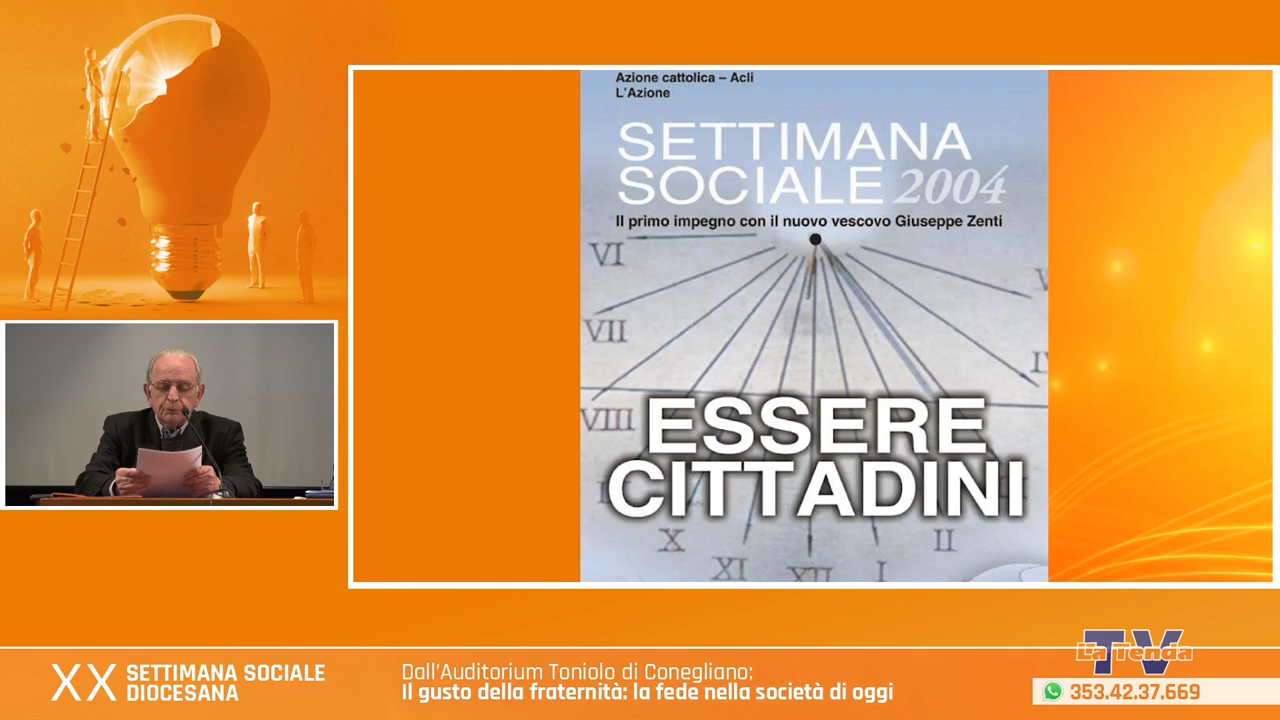 Azione cattolica – Acli
L'Azione
SETTIMANA
SOCIALE 2004
Il primo impegno con il nuovo vescovo Giuseppe Zenti
VI
VII
VIII
X
XI
XII
I
II
ESSERE
CITTADINI
XX SETTIMANA SOCIALE
DIOCESANA
Dall'Auditorium Toniolo di Conegliano:
Il gusto della fraternità: la fede nella società di oggi
La Tenda
TV
353.42.37.669